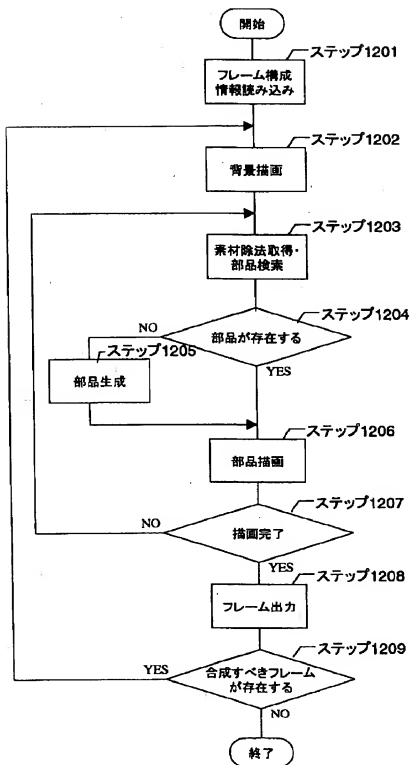 開始
ステップ1201
フレーム構成
情報読み込み
ステップ1202
背景描画
ステップ1203
素材除法取得・
部品検索
ステップ1204
部品が存在する
NO
YES
ステップ1205
部品生成
ステップ1206
部品描画
ステップ1207
描画完了
NO
YES
ステップ1208
フレーム出力
ステップ1209
合成すべきフレーム
が存在する
YES
NO
終了